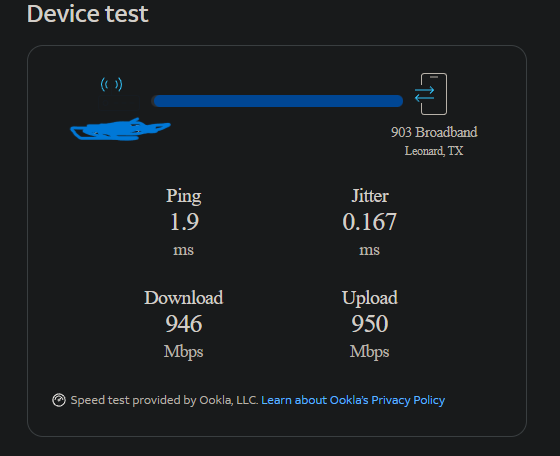 Device test
903 Broadband
Leonard, TX
Ping
1.9
ms
Jitter
0.167
ms
Download
946
Mbps
Upload
950
Mbps
Speed test provided by Ookla, LLC. Learn about Ookla's Privacy Policy